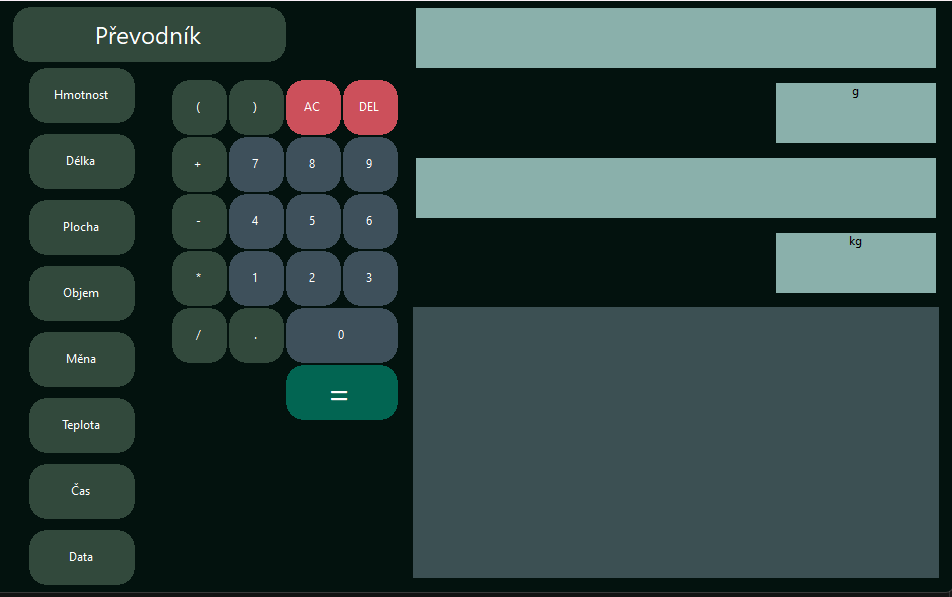 Převodník
Hmotnost
Délka
Plocha
Objem
Měna
Teplota
Čas
Data
( ) AC DEL
+ 7 8 9
- 4 5 6
* 1 2 3
/ . 0
=
g
kg